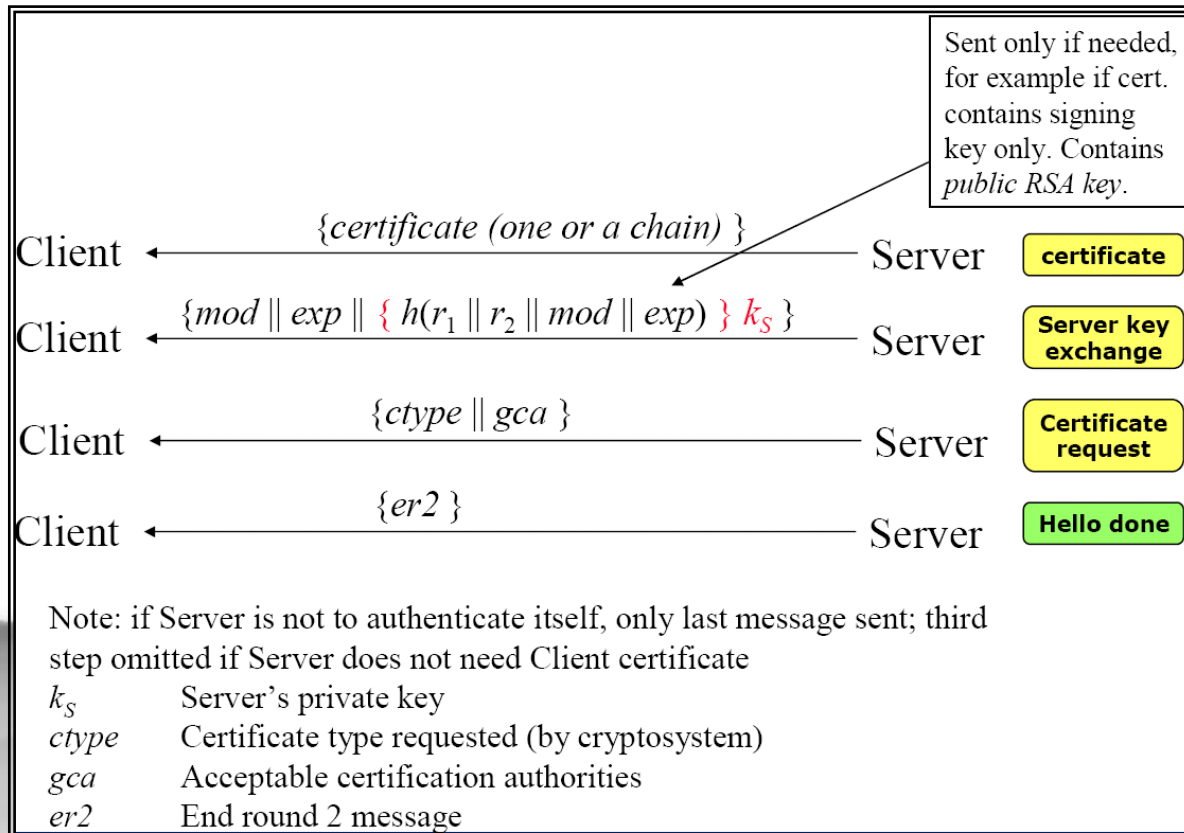 Sent only if needed,
for example if cert.
contains signing
key only. Contains
public RSA key.
{certificate (one or a chain) }
Client
Server
certificate
{mod || exp || { h(r₁ || r₂ || mod || exp) } kₛ }
Client
Server
Server key
exchange
{ctype || gca }
Client
Server
Certificate
request
{er2 }
Client
Server
Hello done
Note: if Server is not to authenticate itself, only last message sent; third
step omitted if Server does not need Client certificate
kₛ Server’s private key
ctype Certificate type requested (by cryptosystem)
gca Acceptable certification authorities
er2 End round 2 message